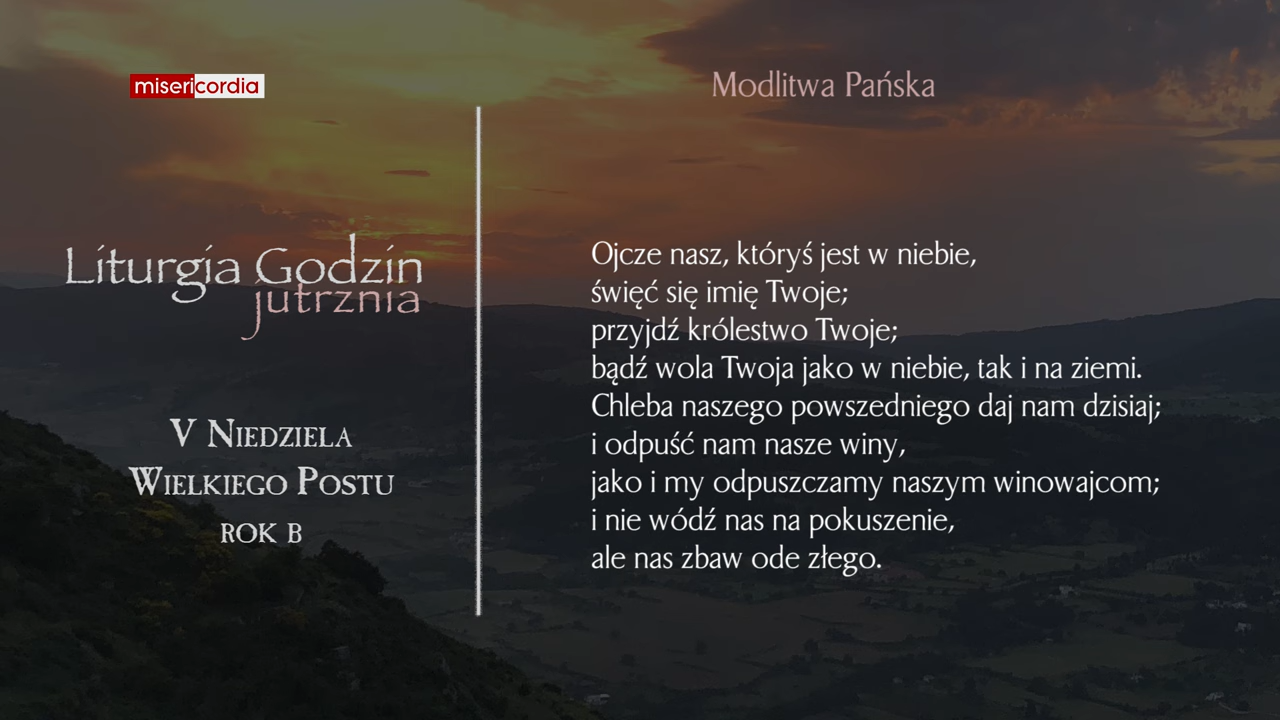 misericordia
Liturgia Godzin
jutrznia
V Niedziela
Wielkiego Postu
rok B
Modlitwa Pańska
Ojcze nasz, któryś jest w niebie,
święć się imię Twoje;
przyjdź królestwo Twoje;
bądź wola Twoja jako w niebie, tak i na ziemi.
Chleba naszego powszedniego daj nam dzisiaj;
i odpuść nam nasze winy,
jako i my odpuszczamy naszym winowajcom;
i nie wódź nas na pokuszenie,
ale nas zbaw ode złego.